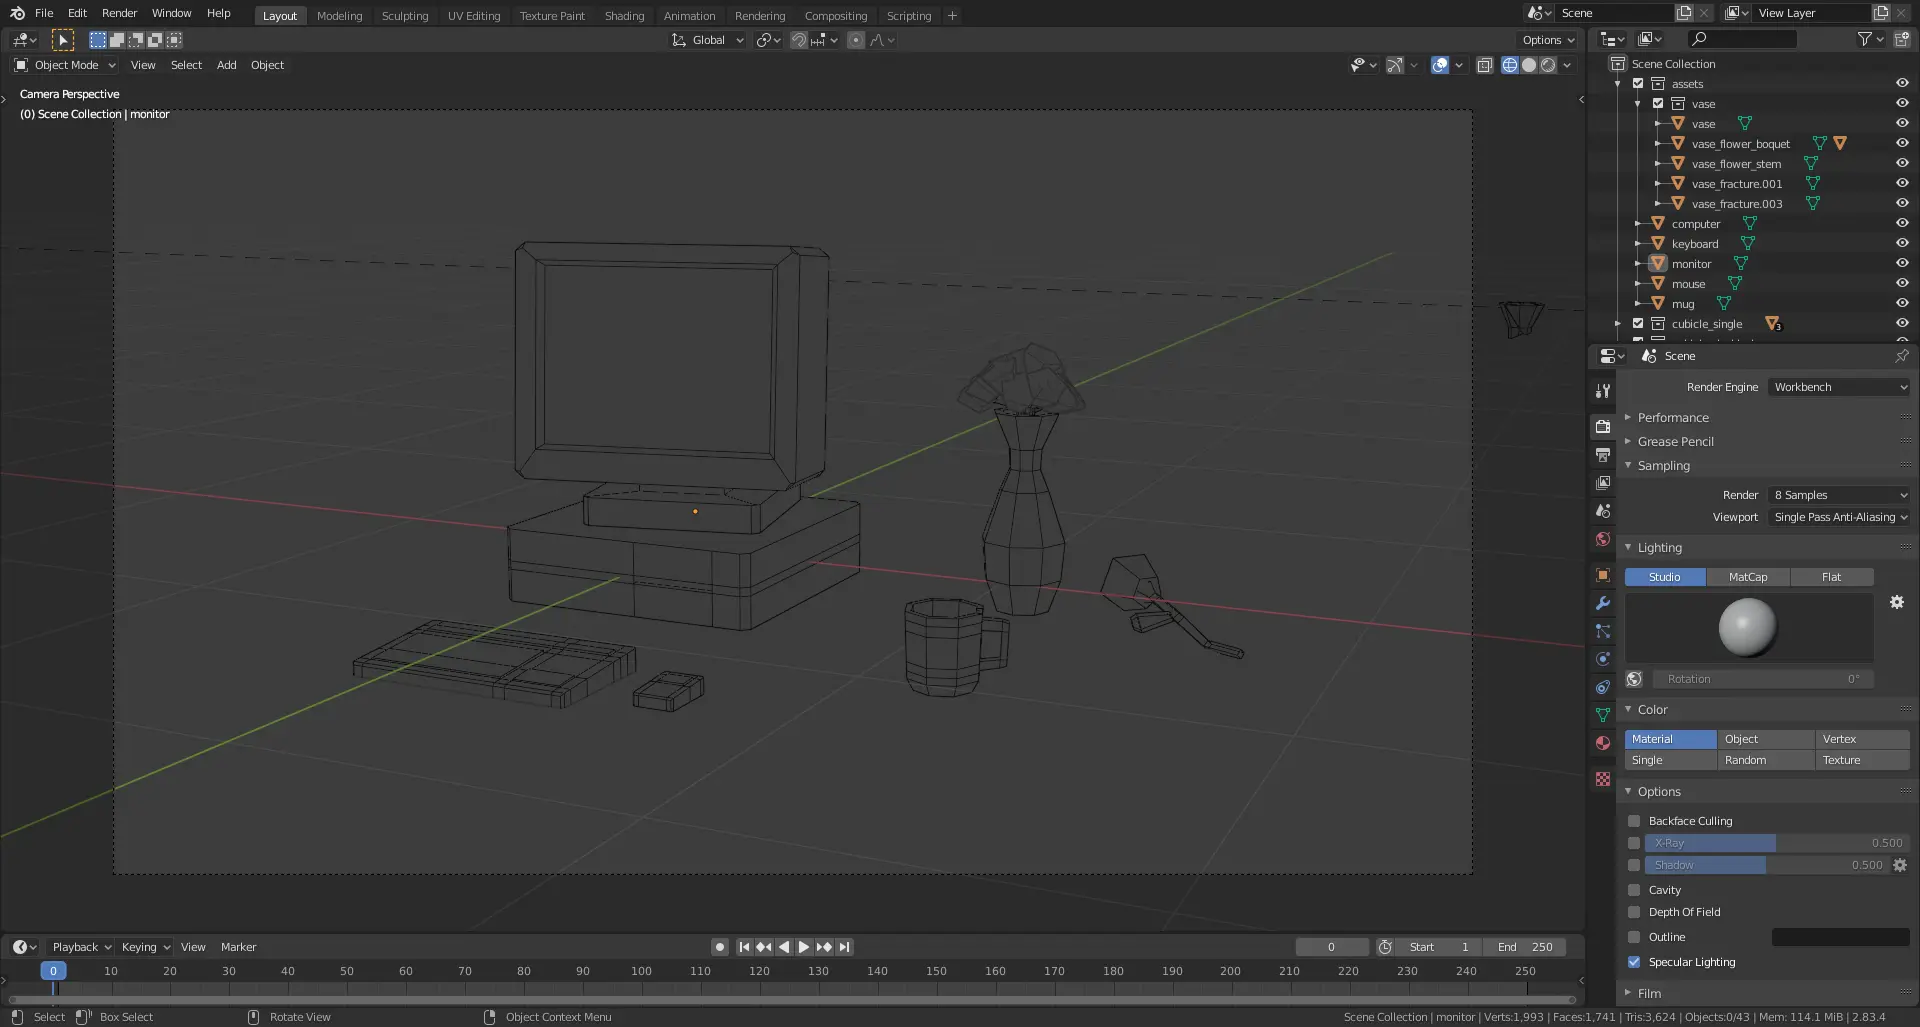 File Edit Render Window Help Layout Modeling Sculpting UV Editing Texture Paint Shading Animation Rendering Compositing Scripting + Scene View Layer
Global Options
Object Mode View Select Add Object
Camera Perspective
(0) Scene Collection | monitor
Scene Collection
assets
vase
vase
vase_flower_boquet
vase_flower_stem
vase_fracture.001
vase_fracture.003
computer
keyboard
monitor
mouse
mug
cubicle_single 3
Scene
Render Engine Workbench
Performance
Grease Pencil
Sampling
Render 8 Samples
Viewport Single Pass Anti-Aliasing
Lighting
Studio MatCap Flat
Rotation 0°
Color
Material Object Vertex
Single Random Texture
Options
Backface Culling
X-Ray 0.500
Shadow 0.500
Cavity
Depth Of Field
Outline
Specular Lighting
Film
Playback Keying View Marker 0 Start 1 End 250
0 10 20 30 40 50 60 70 80 90 100 110 120 130 140 150 160 170 180 190 200 210 220 230 240 250
Select Box Select Rotate View Object Context Menu Scene Collection | monitor | Verts:1,993 | Faces:1,741 | Tris:3,624 | Objects:0/43 | Mem: 114.1 MiB | 2.83.4